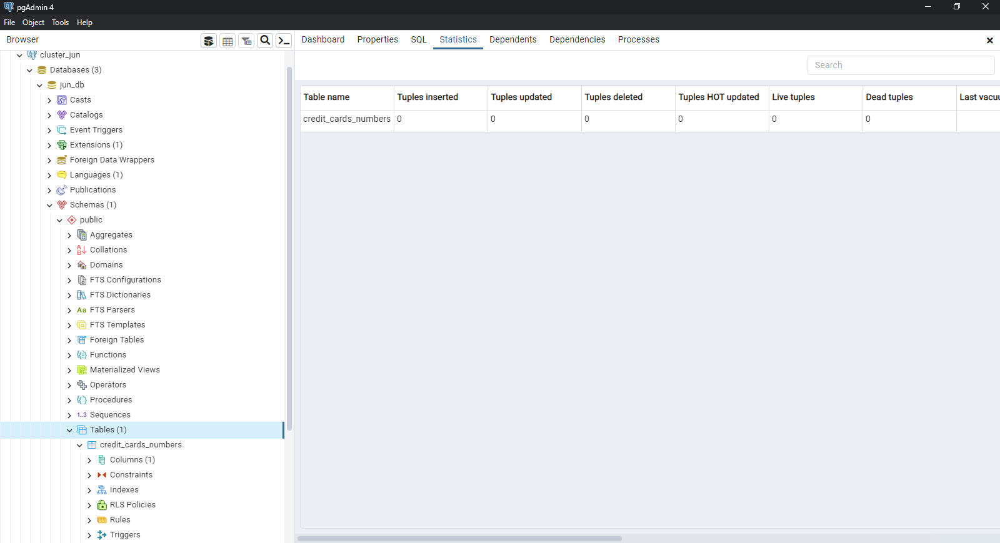 pgAdmin 4
File Object Tools Help
Browser
Dashboard Properties SQL Statistics Dependents Dependencies Processes
Search
cluster_jun
Databases (3)
jun_db
Casts
Catalogs
Event Triggers
Extensions (1)
Foreign Data Wrappers
Languages (1)
Publications
Schemas (1)
public
Aggregates
Collations
Domains
FTS Configurations
FTS Dictionaries
Aa FTS Parsers
FTS Templates
Foreign Tables
Functions
Materialized Views
Operators
Procedures
1..3 Sequences
Tables (1)
credit_cards_numbers
Columns (1)
Constraints
Indexes
RLS Policies
Rules
Triggers
Table name Tuples inserted Tuples updated Tuples deleted Tuples HOT updated Live tuples Dead tuples Last vacuu
credit_cards_numbers 0 0 0 0 0 0